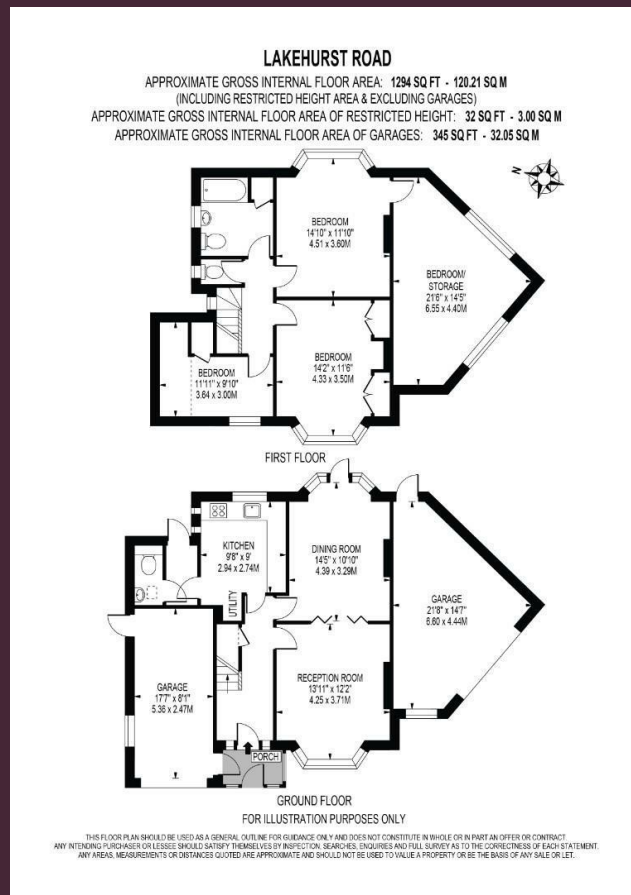 LAKEHURST ROAD
APPROXIMATE GROSS INTERNAL FLOOR AREA: 1294 SQ FT - 120.21 SQ M
(INCLUDING RESTRICTED HEIGHT AREA & EXCLUDING GARAGES)
APPROXIMATE GROSS INTERNAL FLOOR AREA OF RESTRICTED HEIGHT: 32 SQ FT - 3.00 SQ M
APPROXIMATE GROSS INTERNAL FLOOR AREA OF GARAGES: 345 SQ FT - 32.05 SQ M
N
BEDROOM
14'10" x 11'10"
4.51 x 3.60M
BEDROOM/
STORAGE
21'6" x 14'5"
6.55 x 4.40M
BEDROOM
11'11" x 9'10"
3.64 x 3.00M
BEDROOM
14'2" x 11'6"
4.33 x 3.50M
FIRST FLOOR
KITCHEN
9'8" x 9'
2.94 x 2.74M
UTILITY
DINING ROOM
14'5" x 10'10"
4.39 x 3.29M
GARAGE
21'8" x 14'7"
6.60 x 4.44M
GARAGE
17'7" x 8'1"
5.36 x 2.47M
RECEPTION ROOM
13'11" x 12'2"
4.25 x 3.71M
PORCH
GROUND FLOOR
FOR ILLUSTRATION PURPOSES ONLY
THIS FLOOR PLAN SHOULD BE USED AS A GENERAL OUTLINE FOR GUIDANCE ONLY AND DOES NOT CONSTITUTE IN WHOLE OR IN PART AN OFFER OR CONTRACT.
ANY INTENDING PURCHASER OR LESSEE SHOULD SATISFY THEMSELVES BY INSPECTION, SEARCHES, ENQUIRIES AND FULL SURVEY AS TO THE CORRECTNESS OF EACH STATEMENT.
ANY AREAS, MEASUREMENTS OR DISTANCES QUOTED ARE APPROXIMATE AND SHOULD NOT BE USED TO VALUE A PROPERTY OR BE THE BASIS OF ANY SALE OR LET.